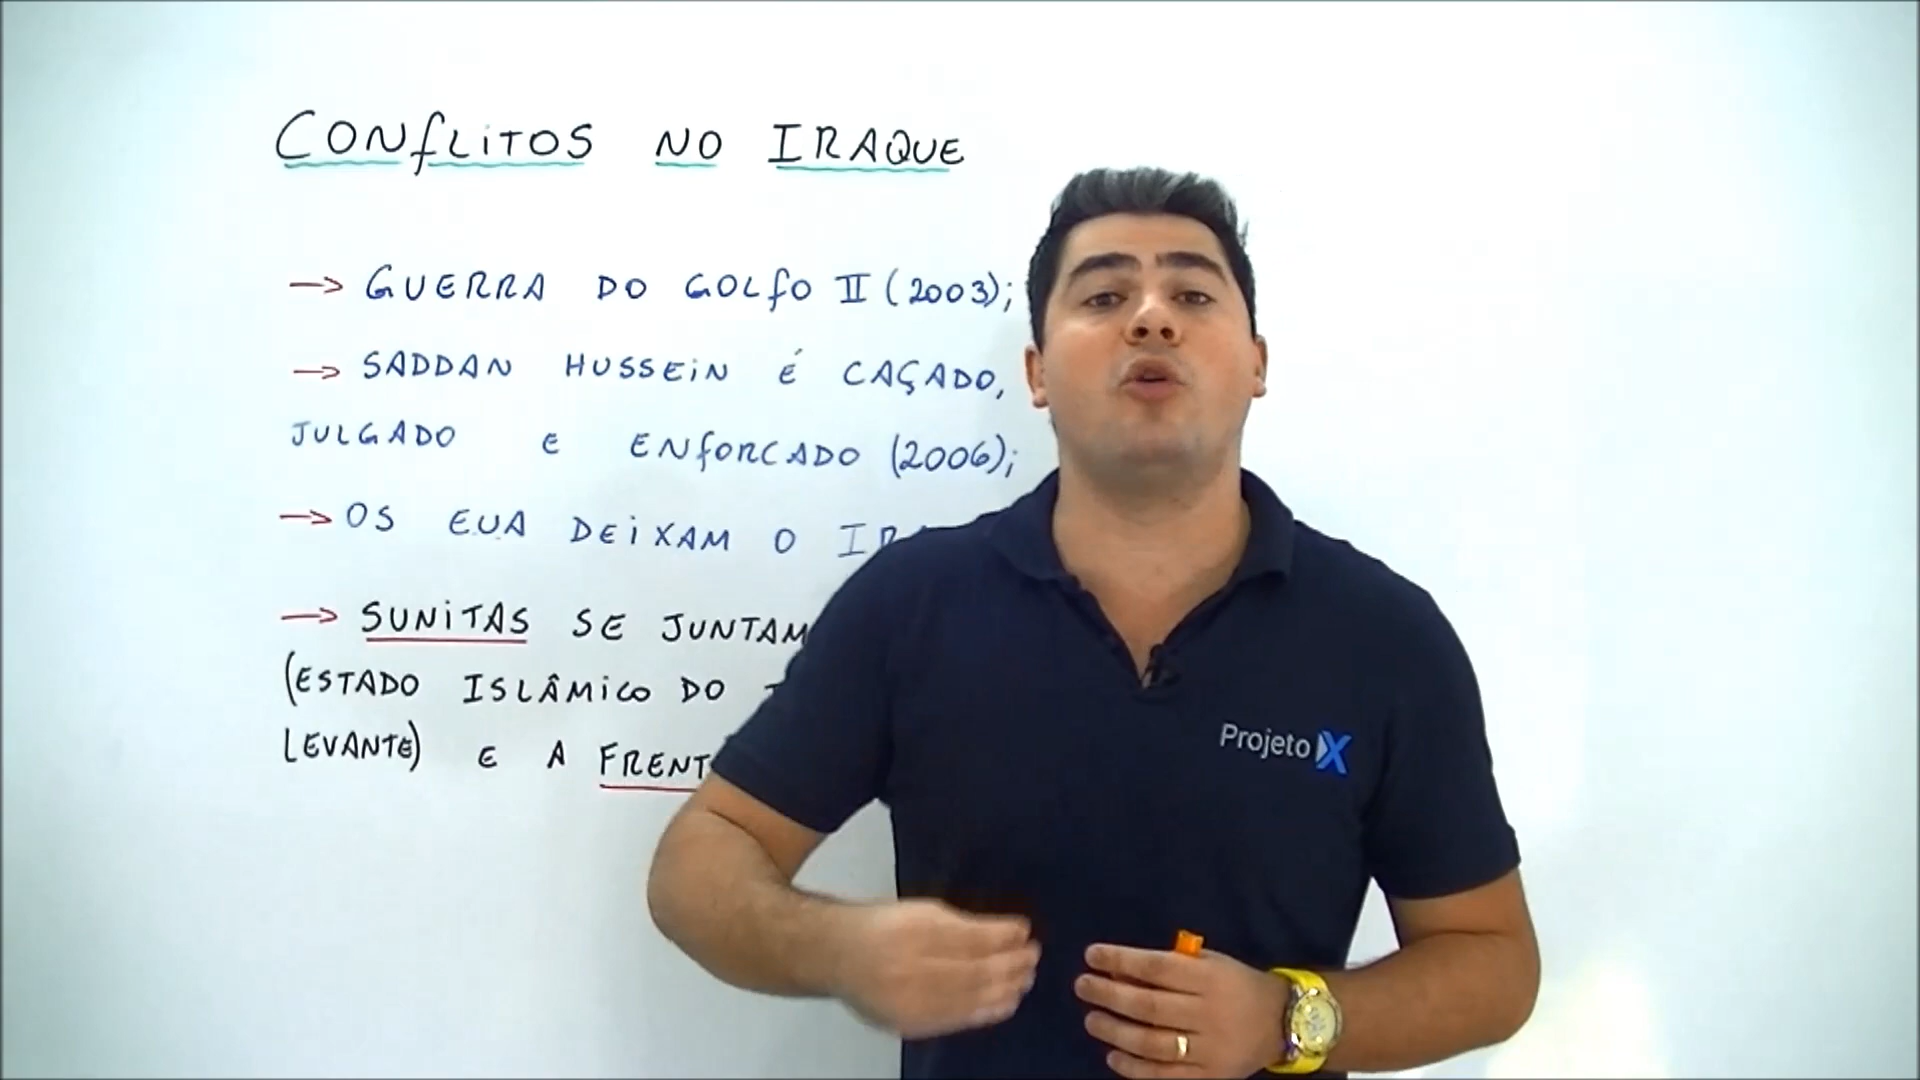 CONFLITOS NO IRAQUE
→ GUERRA DO GOLFO II (2003);
→ SADDAN HUSSEIN É CAÇADO,
JULGADO E ENFORCADO (2006);
→ OS EUA DEIXAM O
→ SUNITAS SE JUNTAM
(ESTADO ISLÂMICO DO
LEVANTE) E A
Projeto X